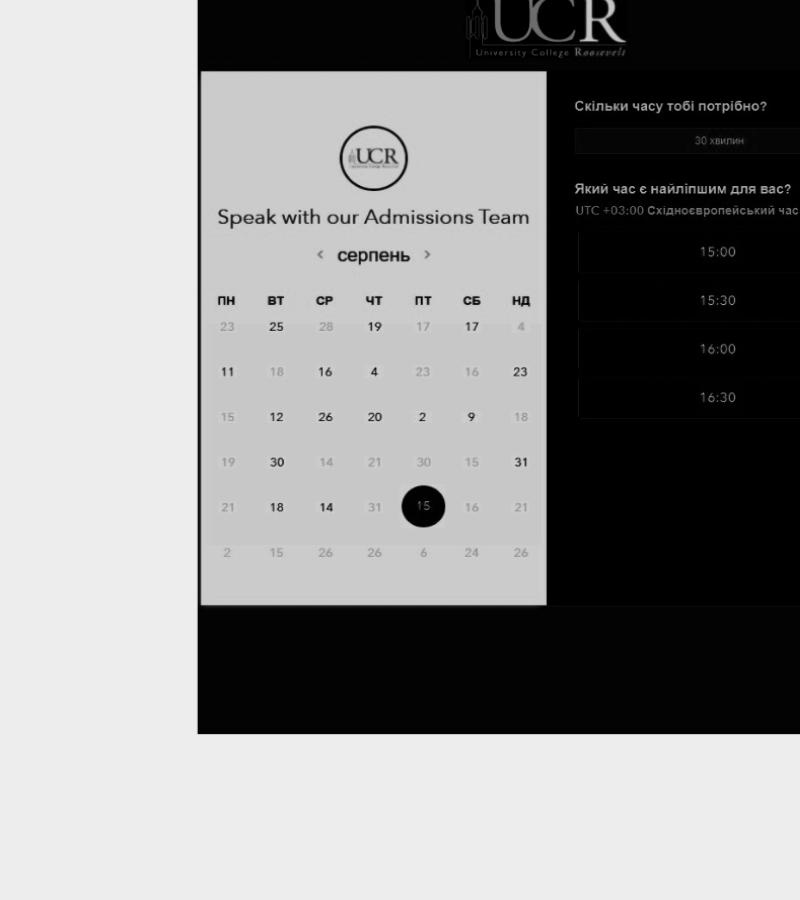 UCR
University College Roosevelt
UCR
Speak with our Admissions Team
< серпень >
ПН ВТ СР ЧТ ПТ СБ НД
23 25 28 19 17 17 4
11 18 16 4 23 16 23
15 12 26 20 2 9 18
19 30 14 21 30 15 31
21 18 14 31 15 16 21
2 15 26 26 6 24 26
Скільки часу тобі потрібно?
30 хвилин
Який час є найліпшим для вас?
UTC +03:00 Східноєвропейський час
15:00
15:30
16:00
16:30